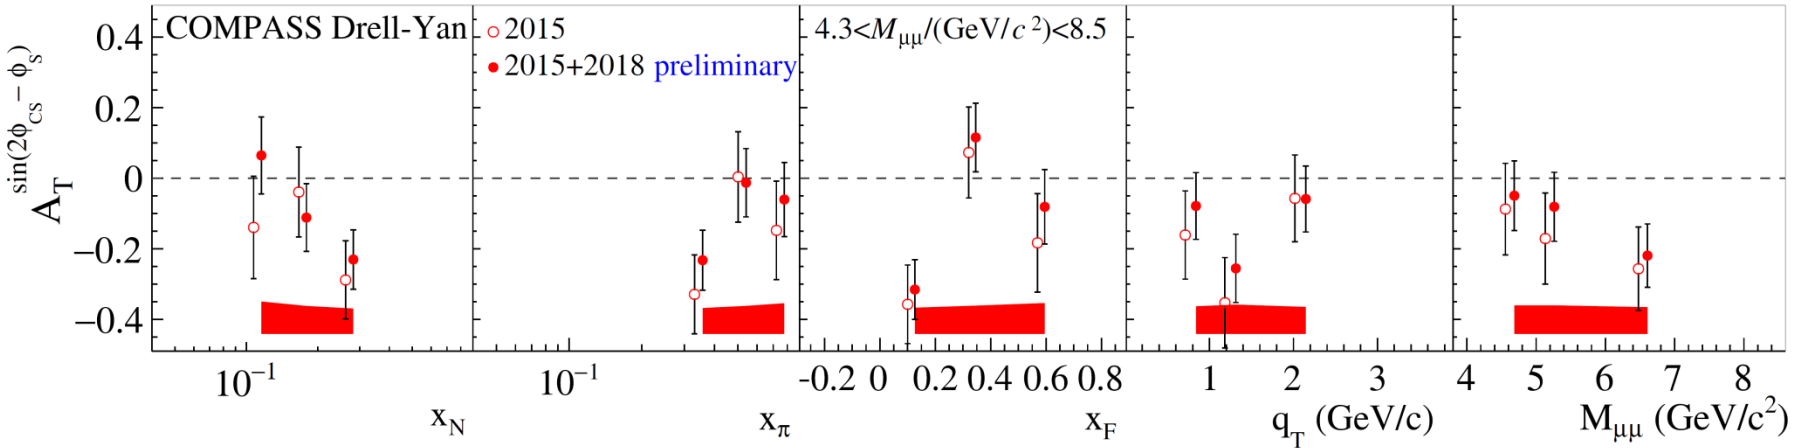 COMPASS Drell-Yan
2015
2015+2018 preliminary
4.3<M_μμ/(GeV/c²)<8.5
A_T^sin(2ϕ_CS − ϕ_S)
0.4
0.2
0
−0.2
−0.4
10⁻¹
10⁻¹
-0.2 0 0.2 0.4 0.6 0.8
1 2 3
4 5 6 7 8
x_N
x_π
x_F
q_T (GeV/c)
M_μμ (GeV/c²)